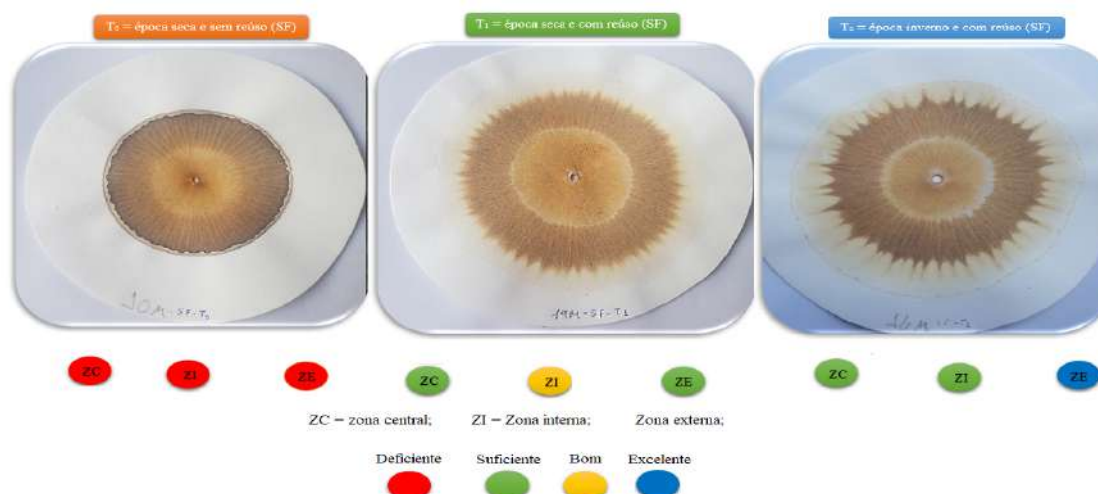 T₀ = época seca e sem reúso (SF)
T₁ = época seca e com reúso (SF)
época inverno e com reúso (SF)
ZC ZI ZE
ZC ZI ZE
ZC ZI ZE
ZC = zona central; ZI = Zona interna; Zona externa;
Deficiente Suficiente Bom Excelente